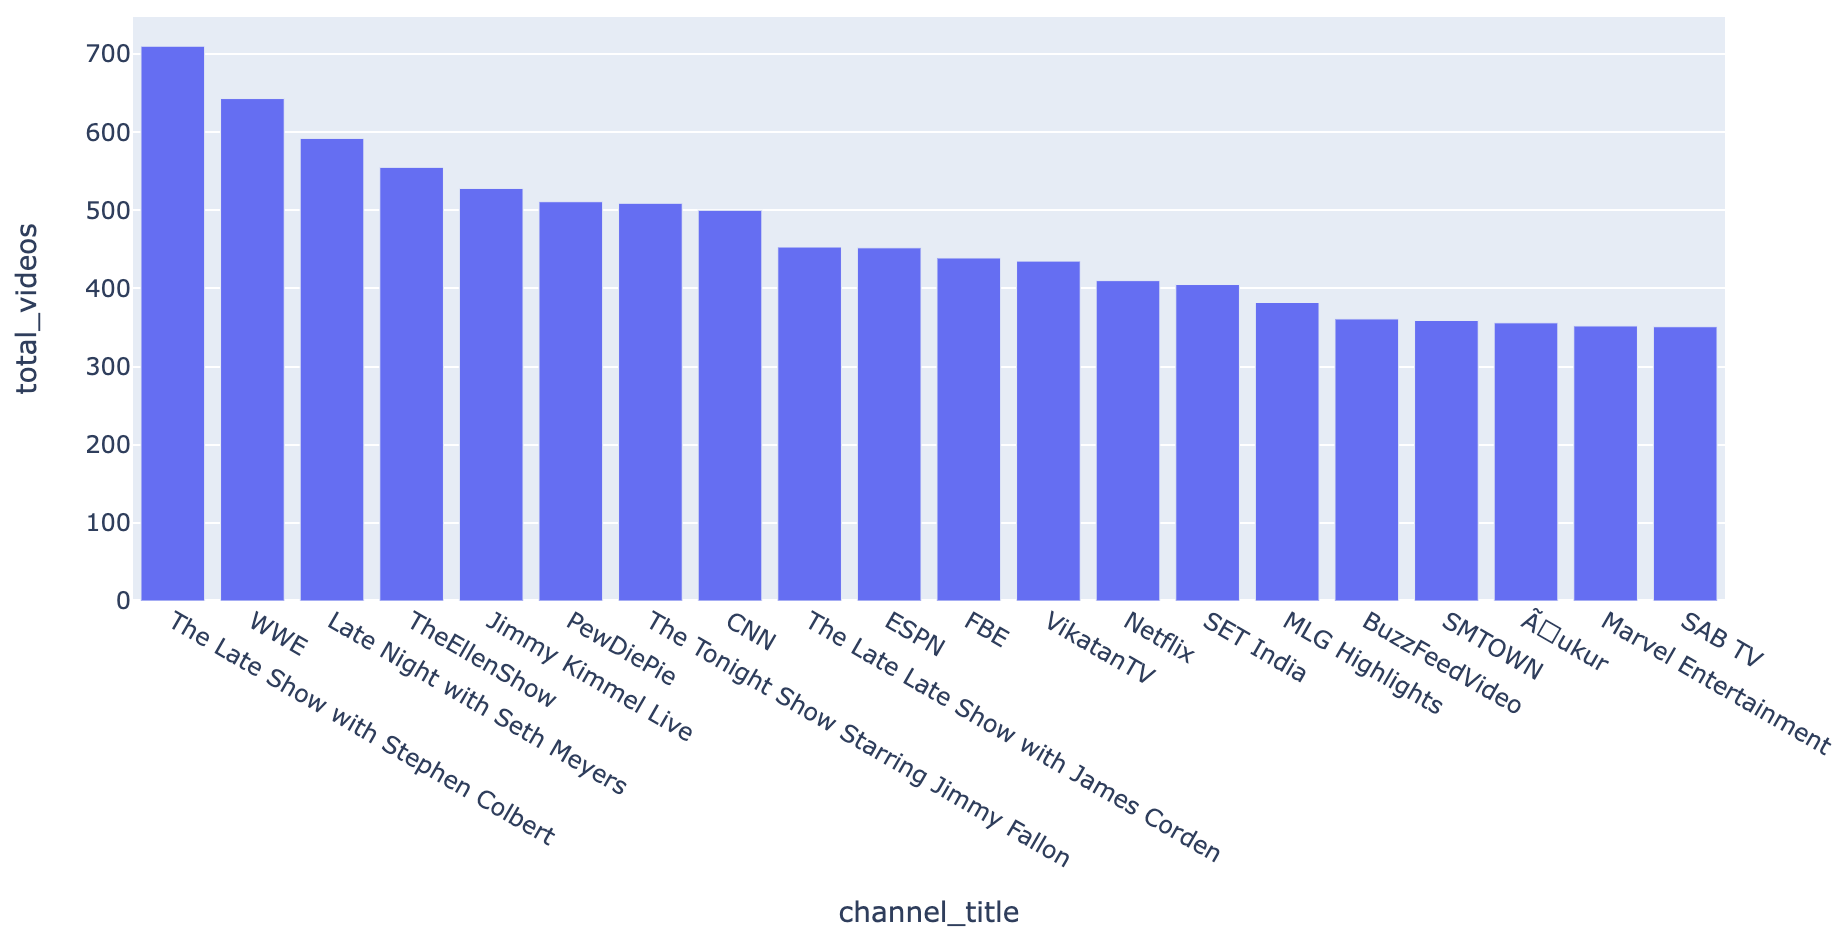 total_videos
700
600
500
400
300
200
100
0
The Late Show with Stephen Colbert
WWE
Late Night with Seth Meyers
TheEllenShow
Jimmy Kimmel Live
PewDiePie
The Tonight Show Starring Jimmy Fallon
CNN
The Late Late Show with James Corden
ESPN
FBE
VikatanTV
Netflix
SET India
MLG Highlights
BuzzFeedVideo
SMTOWN
Ã□ukur
Marvel Entertainment
SAB TV
channel_title